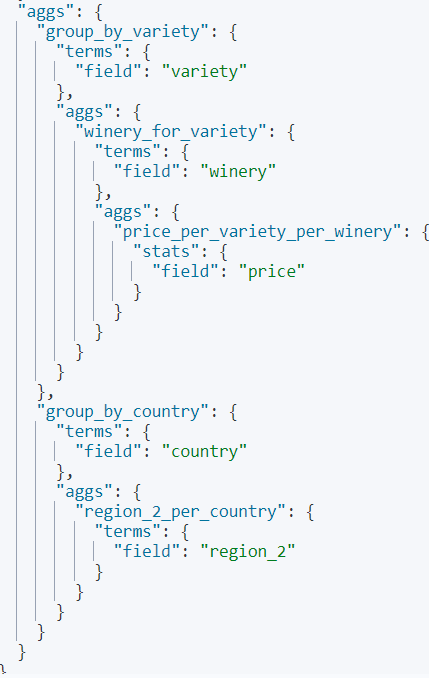 "aggs": {
"group_by_variety": {
"terms": {
"field": "variety"
},
"aggs": {
"winery_for_variety": {
"terms": {
"field": "winery"
},
"aggs": {
"price_per_variety_per_winery": {
"stats": {
"field": "price"
}
}
}
}
}
},
"group_by_country": {
"terms": {
"field": "country"
},
"aggs": {
"region_2_per_country": {
"terms": {
"field": "region_2"
}
}
}
}
}
}